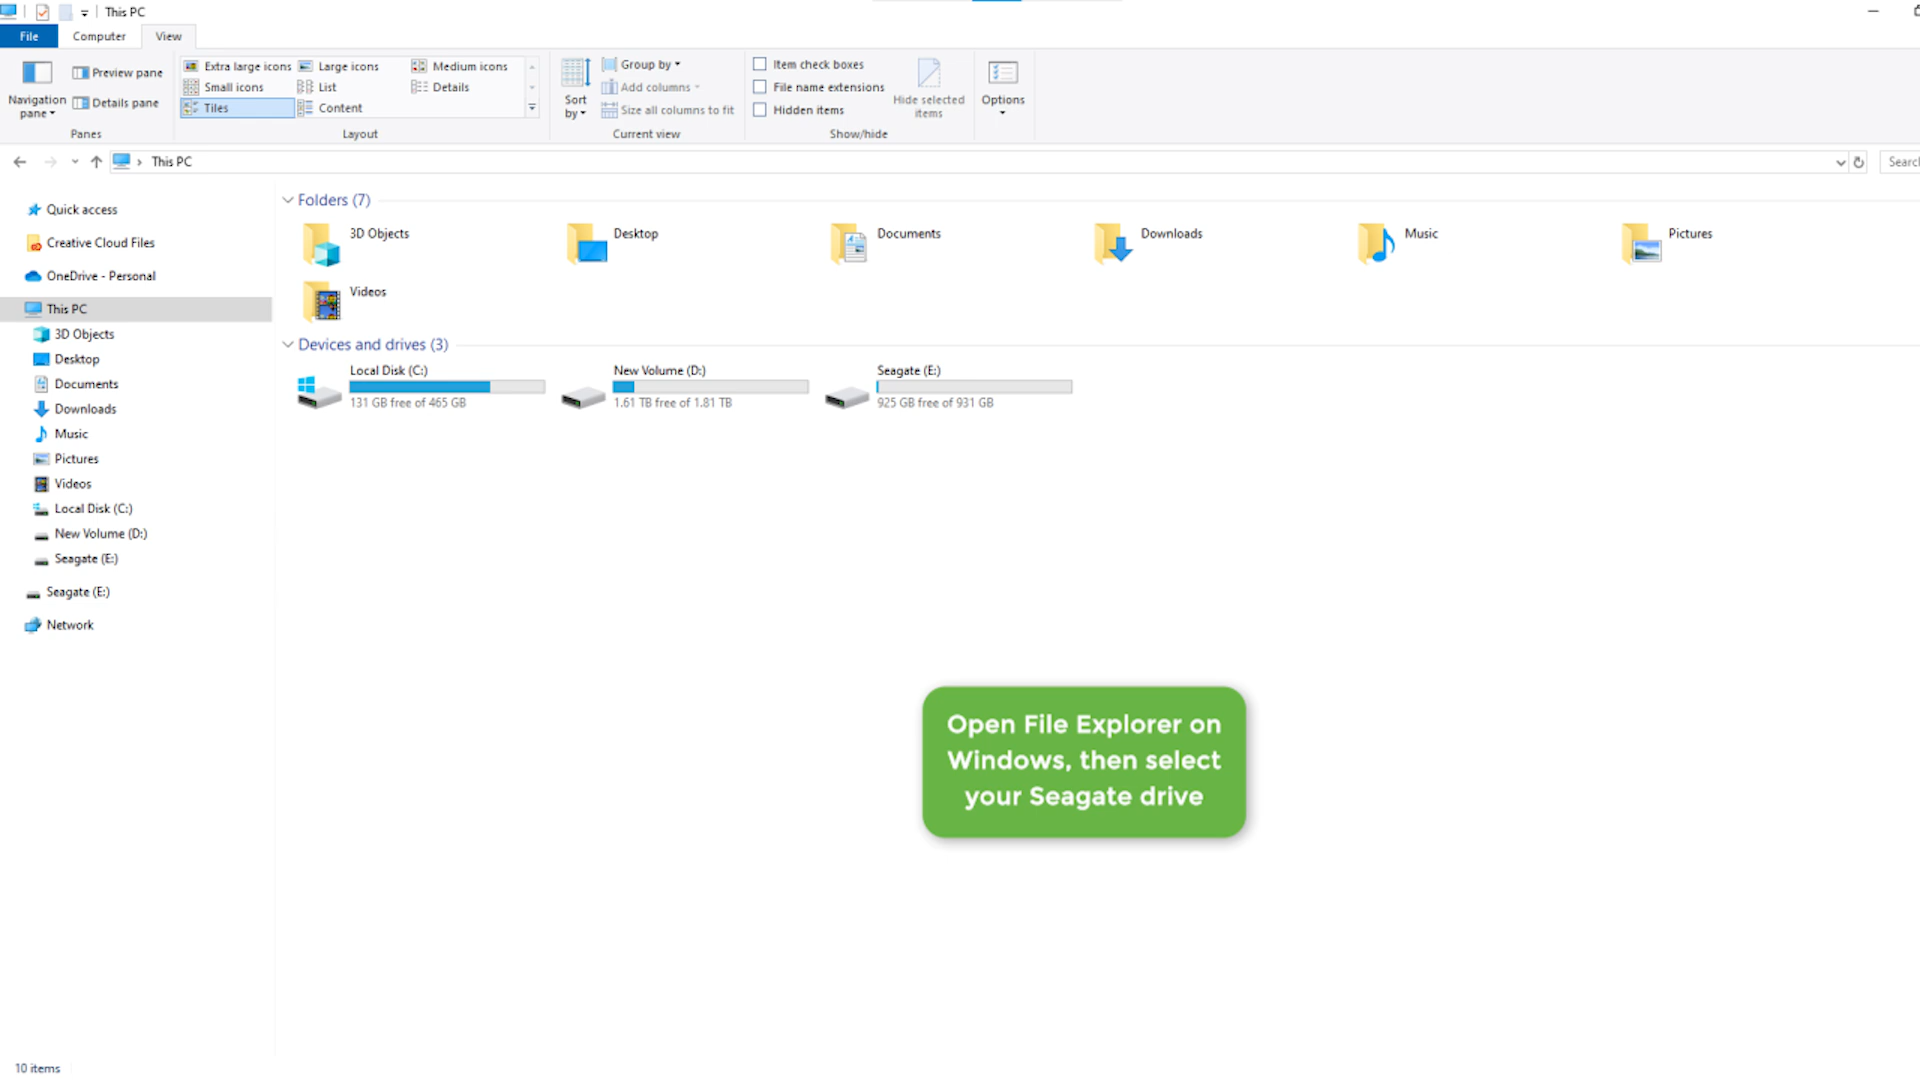 This PC
File Computer View
Navigation pane
Preview pane
Details pane
Panes
Extra large icons Large icons Medium icons
Small icons List Details
Tiles Content
Layout
Sort by
Group by
Add columns
Size all columns to fit
Current view
Item check boxes
File name extensions
Hidden items
Hide selected items
Show/hide
Options
This PC
Quick access
Creative Cloud Files
OneDrive - Personal
This PC
3D Objects
Desktop
Documents
Downloads
Music
Pictures
Videos
Local Disk (C:)
New Volume (D:)
Seagate (E:)
Seagate (E:)
Network
Folders (7)
3D Objects Desktop Documents Downloads Music Pictures
Videos
Devices and drives (3)
Local Disk (C:) New Volume (D:) Seagate (E:)
131 GB free of 465 GB 1.61 TB free of 1.81 TB 925 GB free of 931 GB
Open File Explorer on
Windows, then select
your Seagate drive
10 items